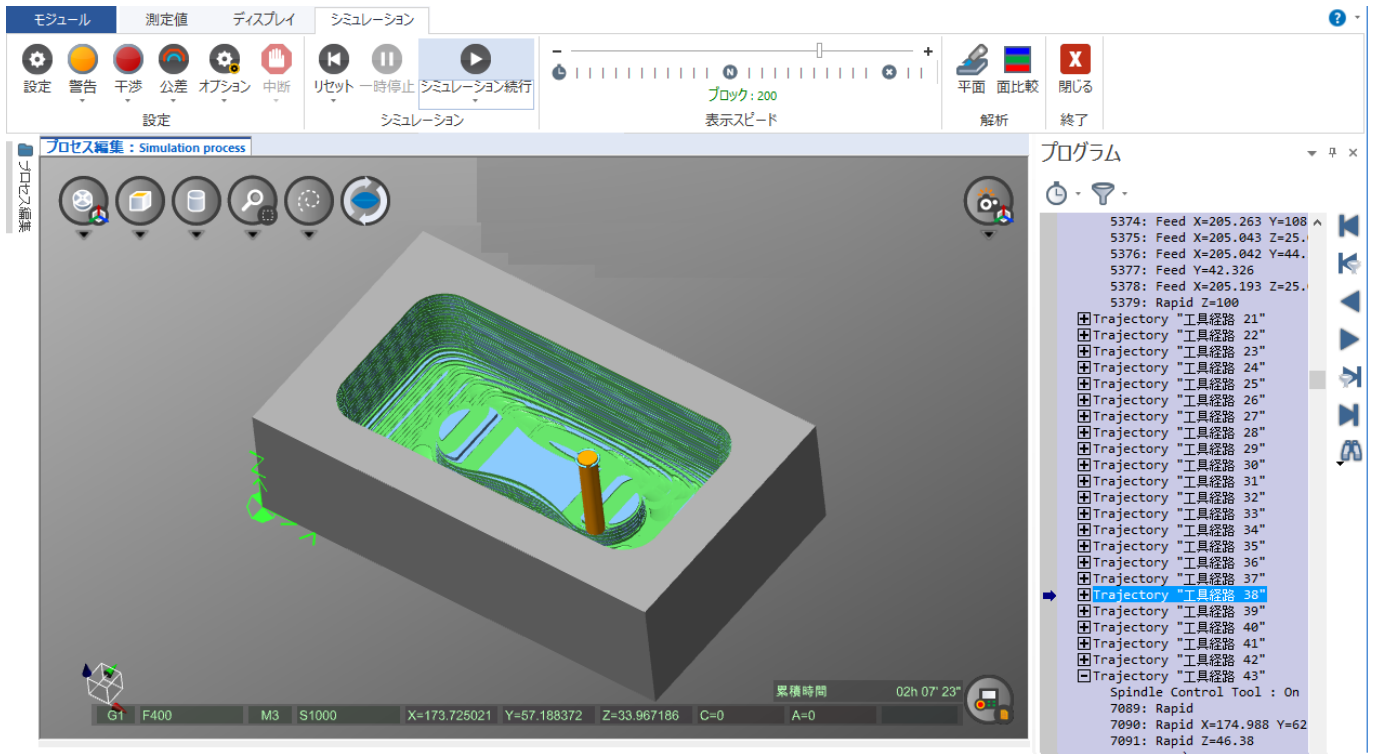 モジュール 測定値 ディスプレイ シミュレーション
設定 警告 干渉 公差 オプション 中断 リセット 一時停止 シミュレーション続行
ブロック : 200
平面 面比較 閉じる
設定 シミュレーション 表示スピード 解析 終了
プロセス編集
プロセス編集 : Simulation process
プログラム
5374: Feed X=205.263 Y=108
5375: Feed X=205.043 Z=25.
5376: Feed X=205.042 Y=44.
5377: Feed Y=42.326
5378: Feed X=205.193 Z=25.
5379: Rapid Z=100
Trajectory "工具経路 21"
Trajectory "工具経路 22"
Trajectory "工具経路 23"
Trajectory "工具経路 24"
Trajectory "工具経路 25"
Trajectory "工具経路 26"
Trajectory "工具経路 27"
Trajectory "工具経路 28"
Trajectory "工具経路 29"
Trajectory "工具経路 30"
Trajectory "工具経路 31"
Trajectory "工具経路 32"
Trajectory "工具経路 33"
Trajectory "工具経路 34"
Trajectory "工具経路 35"
Trajectory "工具経路 36"
Trajectory "工具経路 37"
Trajectory "工具経路 38"
Trajectory "工具経路 39"
Trajectory "工具経路 40"
Trajectory "工具経路 41"
Trajectory "工具経路 42"
Trajectory "工具経路 43"
Spindle Control Tool : On
7089: Rapid
7090: Rapid X=174.988 Y=62
7091: Rapid Z=46.38
累積時間 02h 07' 23"
G1 F400 M3 S1000 X=173.725021 Y=57.188372 Z=33.967186 C=0 A=0